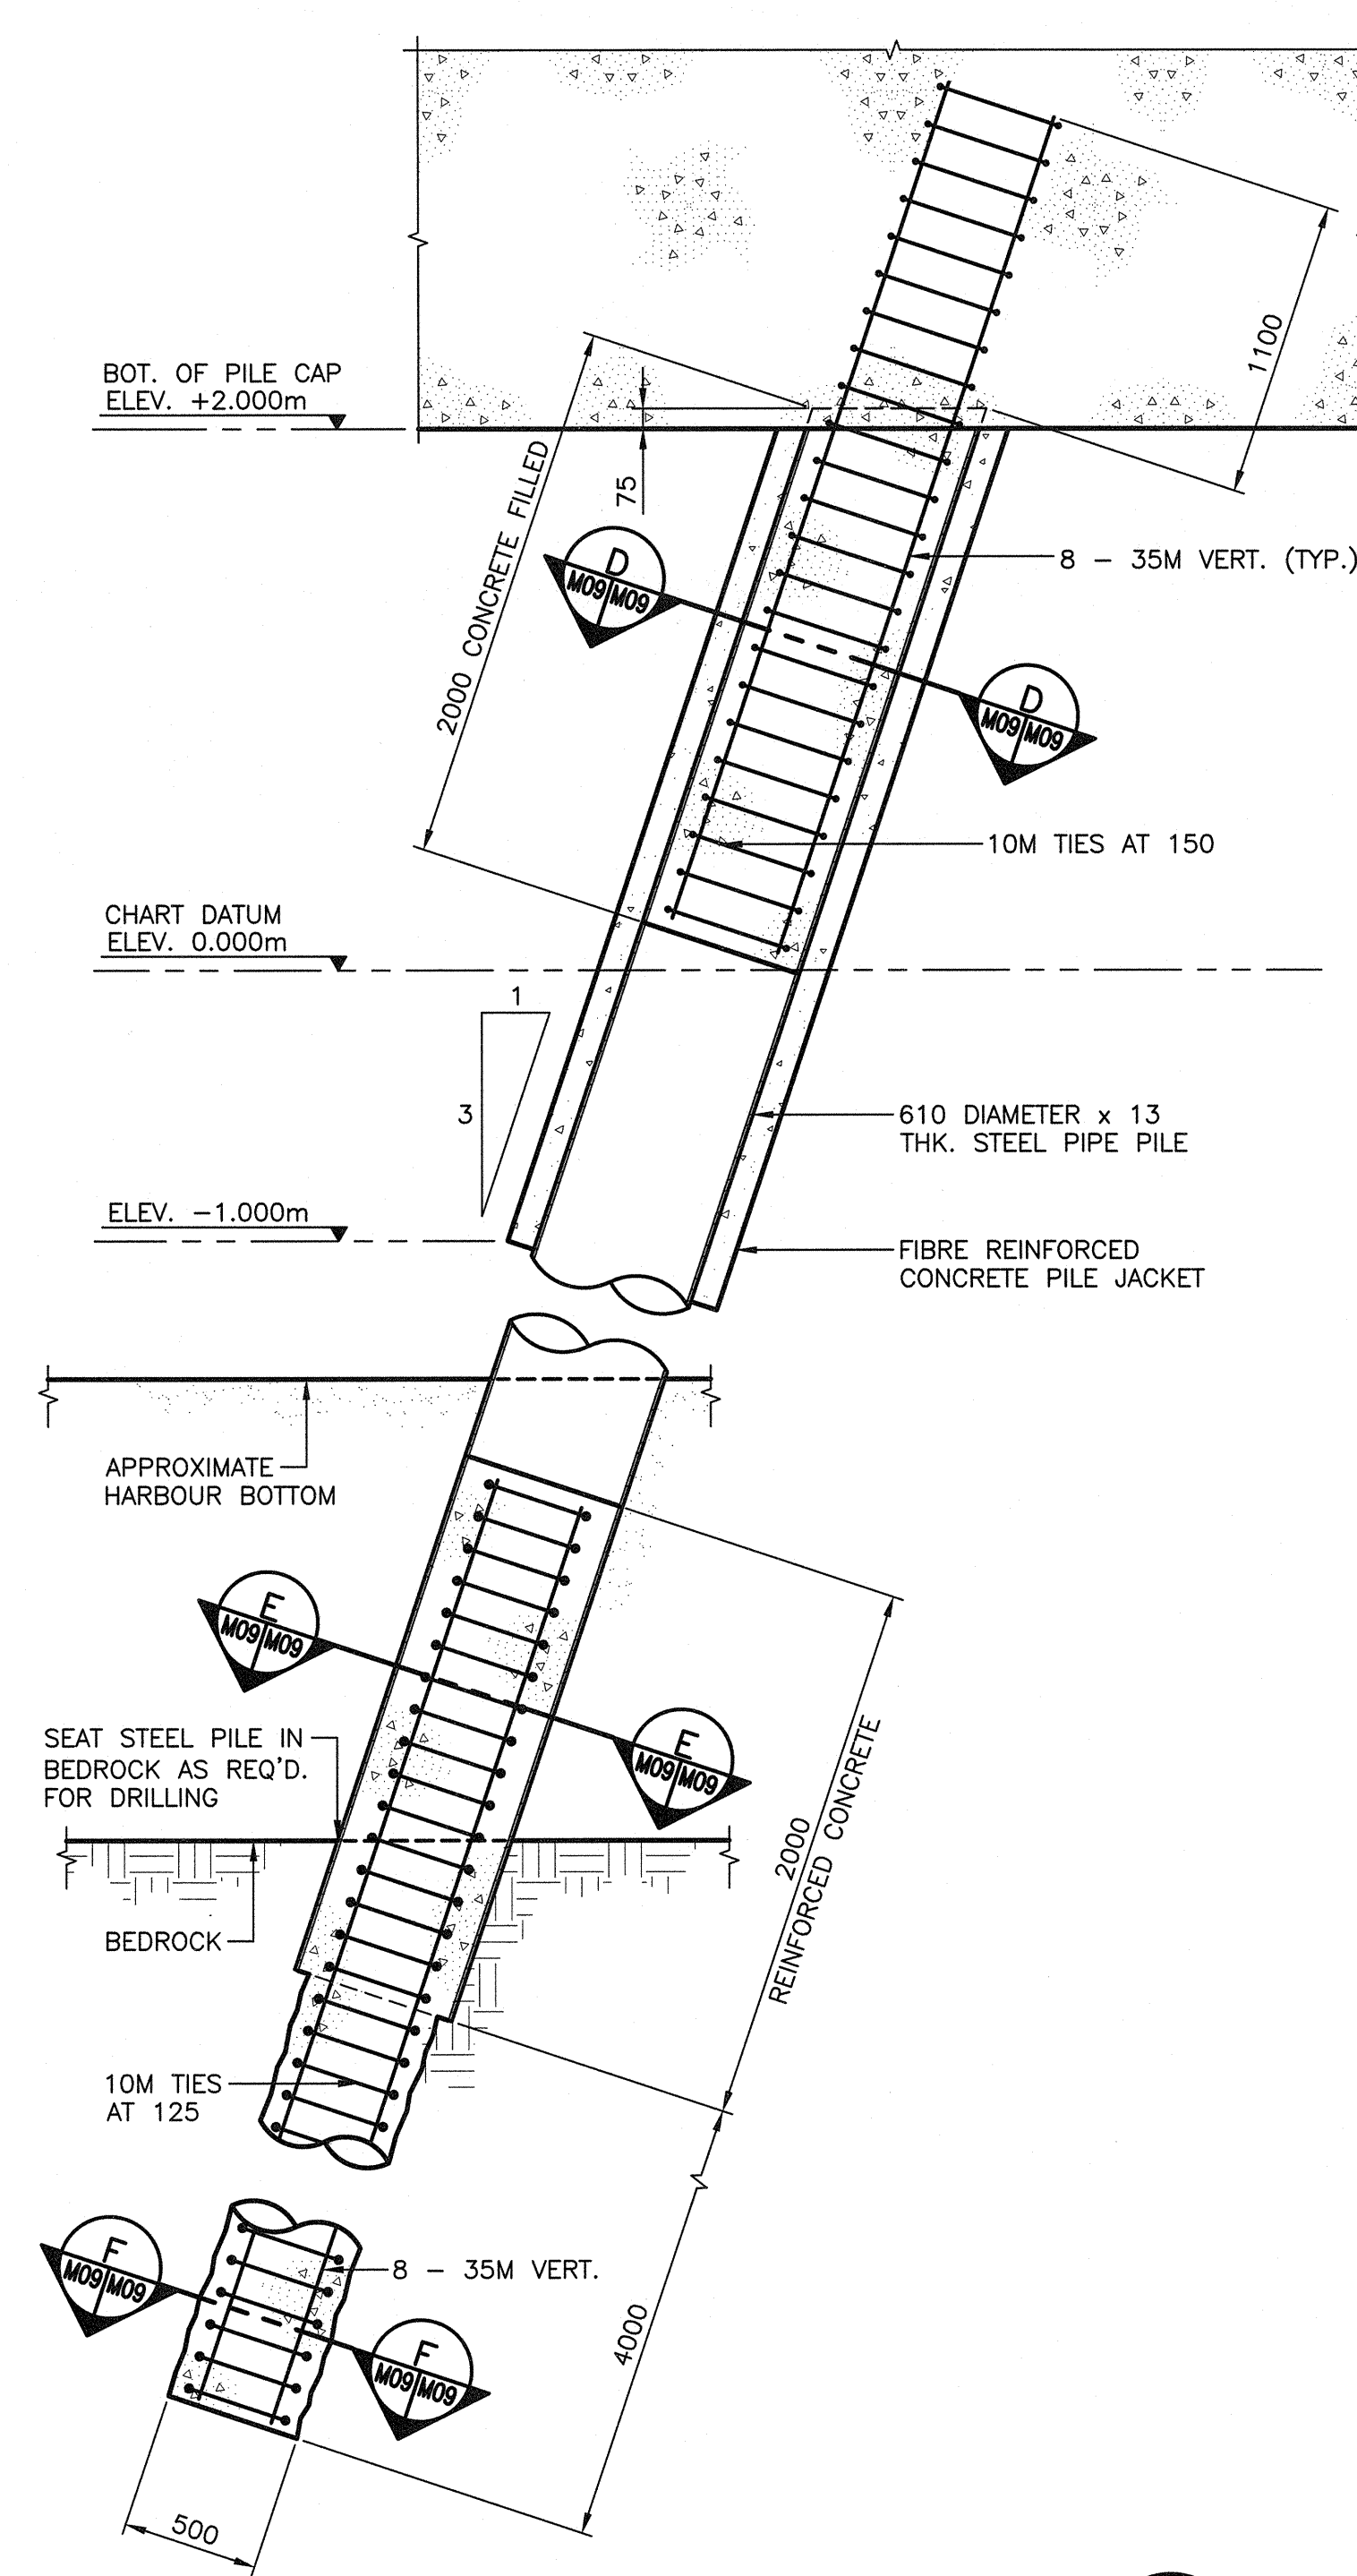 BOT. OF PILE CAP
ELEV. +2.000m
1100
75
2000 CONCRETE FILLED
D
M09 M09
8 – 35M VERT. (TYP.)
D
M09 M09
10M TIES AT 150
CHART DATUM
ELEV. 0.000m
1
3
610 DIAMETER x 13
THK. STEEL PIPE PILE
ELEV. –1.000m
FIBRE REINFORCED
CONCRETE PILE JACKET
APPROXIMATE
HARBOUR BOTTOM
E
M09 M09
SEAT STEEL PILE IN
BEDROCK AS REQ'D.
FOR DRILLING
E
M09 M09
2000
REINFORCED CONCRETE
BEDROCK
10M TIES
AT 125
F
M09 M09
8 – 35M VERT.
F
M09 M09
4000
500